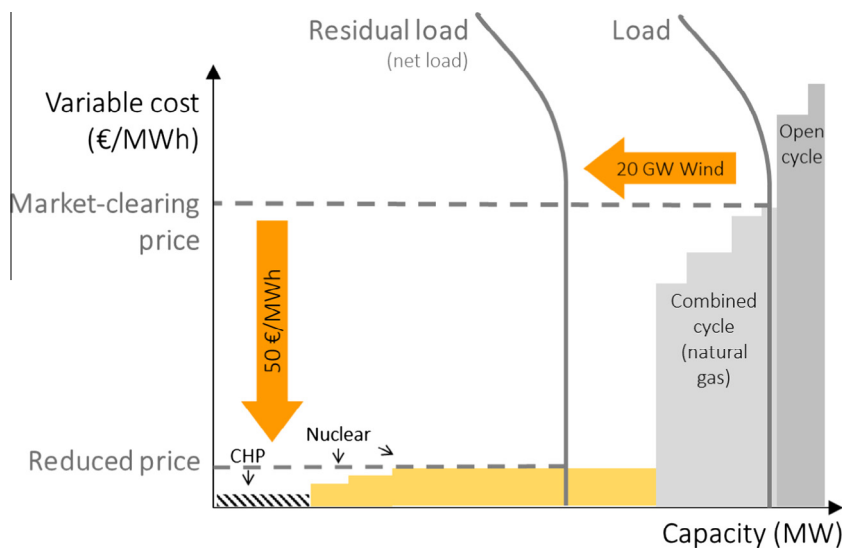 Residual load
(net load)
Load
Variable cost
(€/MWh)
Open
cycle
20 GW Wind
Market-clearing
price
50 €/MWh
Combined
cycle
(natural
gas)
Nuclear
CHP
Reduced price
Capacity (MW)